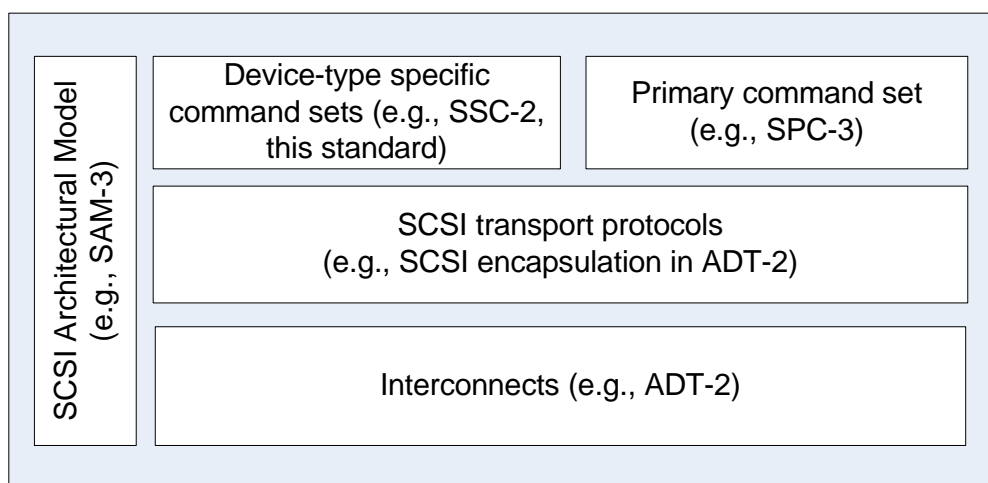 SCSI Architectural Model
(e.g., SAM-3)
Device-type specific
command sets (e.g., SSC-2,
this standard)
Primary command set
(e.g., SPC-3)
SCSI transport protocols
(e.g., SCSI encapsulation in ADT-2)
Interconnects (e.g., ADT-2)